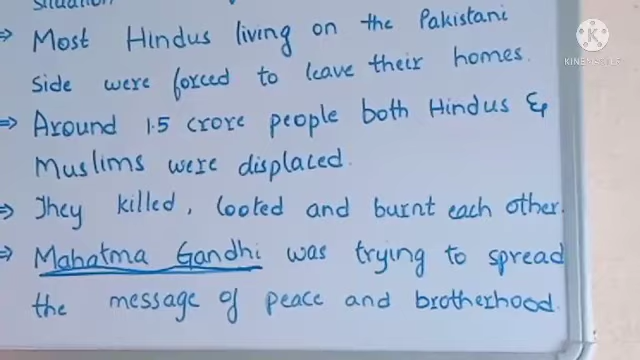 situation
⇒ Most Hindus living on the Pakistani
side were forced to leave their homes.
⇒ Around 1.5 crore people both Hindus &
Muslims were displaced.
⇒ They killed, looted and burnt each other.
⇒ Mahatma Gandhi was trying to spread
the message of peace and brotherhood.
KINEMASTER